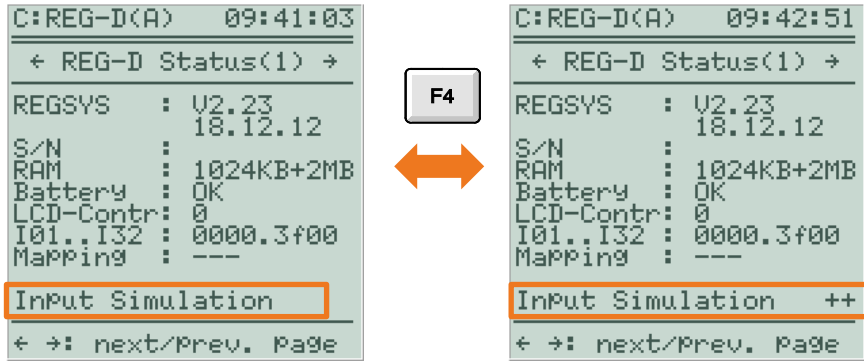 C:REG-D(A) 09:41:03
← REG-D Status(1) →
REGSYS : V2.23
18.12.12
S/N :
RAM : 1024KB+2MB
Battery : OK
LCD-Contr: 0
I01..I32 : 0000.3f00
Mapping : ---
Input Simulation
← →: next/prev. page
F4
C:REG-D(A) 09:42:51
← REG-D Status(1) →
REGSYS : V2.23
18.12.12
S/N :
RAM : 1024KB+2MB
Battery : OK
LCD-Contr: 0
I01..I32 : 0000.3f00
Mapping : ---
Input Simulation ++
← →: next/prev. page